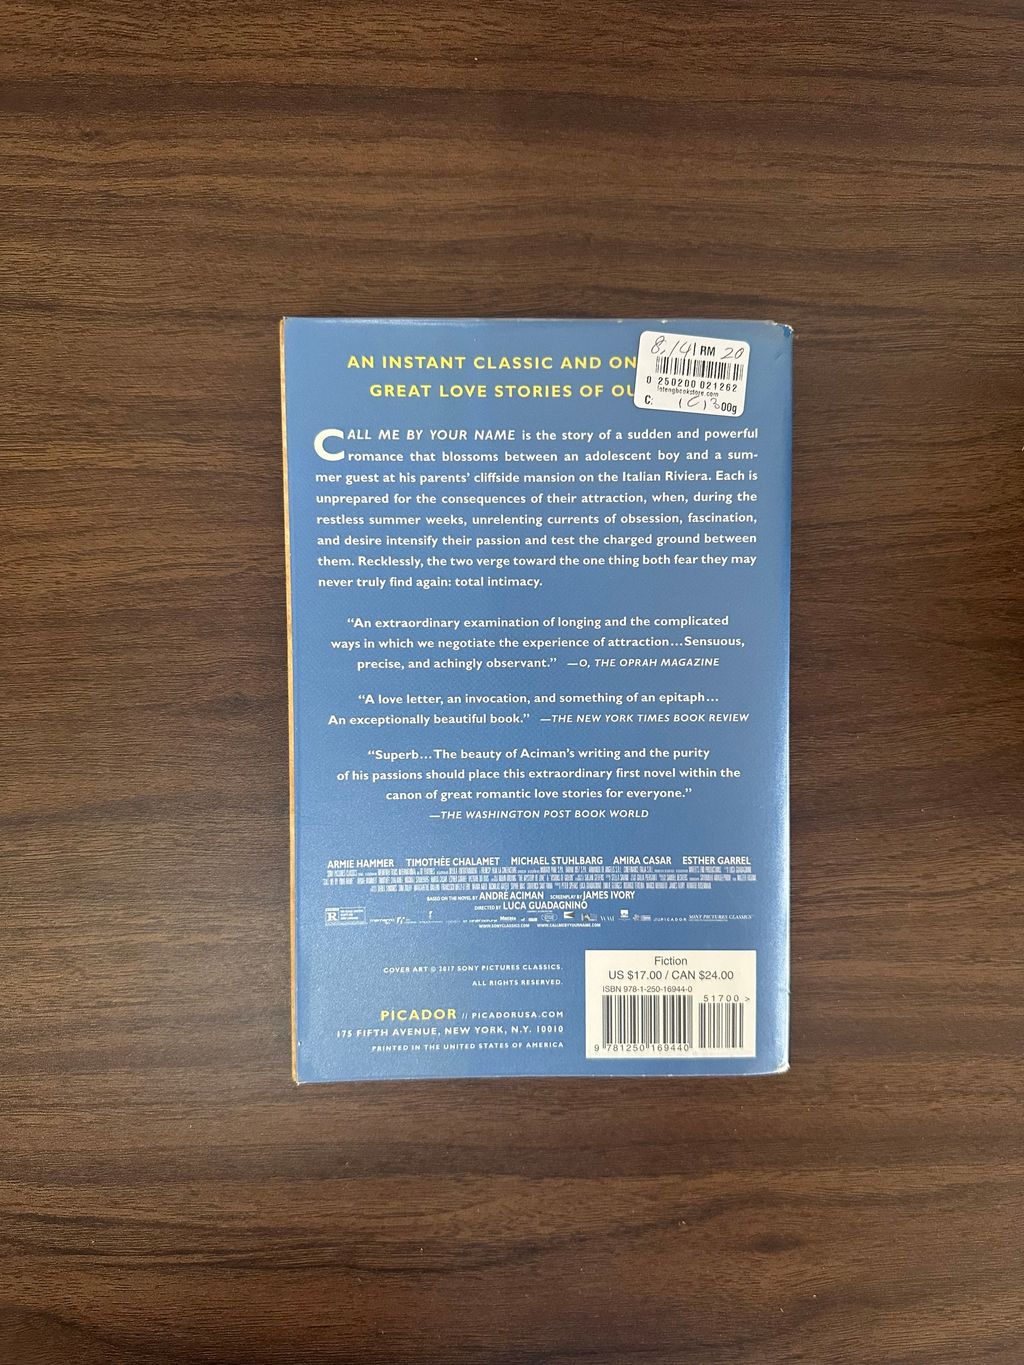 8.141 RM 20
0 250200 021262
lotengbookstore.com
C: 00g
AN INSTANT CLASSIC AND ON
GREAT LOVE STORIES OF OU
CALL ME BY YOUR NAME is the story of a sudden and powerful
romance that blossoms between an adolescent boy and a sum-
mer guest at his parents' cliffside mansion on the Italian Riviera. Each is
unprepared for the consequences of their attraction, when, during the
restless summer weeks, unrelenting currents of obsession, fascination,
and desire intensify their passion and test the charged ground between
them. Recklessly, the two verge toward the one thing both fear they may
never truly find again: total intimacy.
“An extraordinary examination of longing and the complicated
ways in which we negotiate the experience of attraction...Sensuous,
precise, and achingly observant.” —O, THE OPRAH MAGAZINE
“A love letter, an invocation, and something of an epitaph...
An exceptionally beautiful book.” —THE NEW YORK TIMES BOOK REVIEW
“Superb...The beauty of Aciman's writing and the purity
of his passions should place this extraordinary first novel within the
canon of great romantic love stories for everyone.”
—THE WASHINGTON POST BOOK WORLD
ARMIE HAMMER TIMOTHÉE CHALAMET MICHAEL STUHLBARG AMIRA CASAR ESTHER GARREL
BASED ON THE NOVEL BY ANDRÉ ACIMAN SCREENPLAY BY JAMES IVORY
DIRECTED BY LUCA GUADAGNINO
R
SONY PICTURES CLASSICS
WWW.SONYCLASSICS.COM WWW.CALLMEBYYOURNAME.COM
COVER ART © 2017 SONY PICTURES CLASSICS.
ALL RIGHTS RESERVED.
PICADOR // PICADORUSA.COM
175 FIFTH AVENUE, NEW YORK, N.Y. 10010
PRINTED IN THE UNITED STATES OF AMERICA
Fiction
US $17.00 / CAN $24.00
ISBN 978-1-250-16944-0
51700 >
9 781250 169440